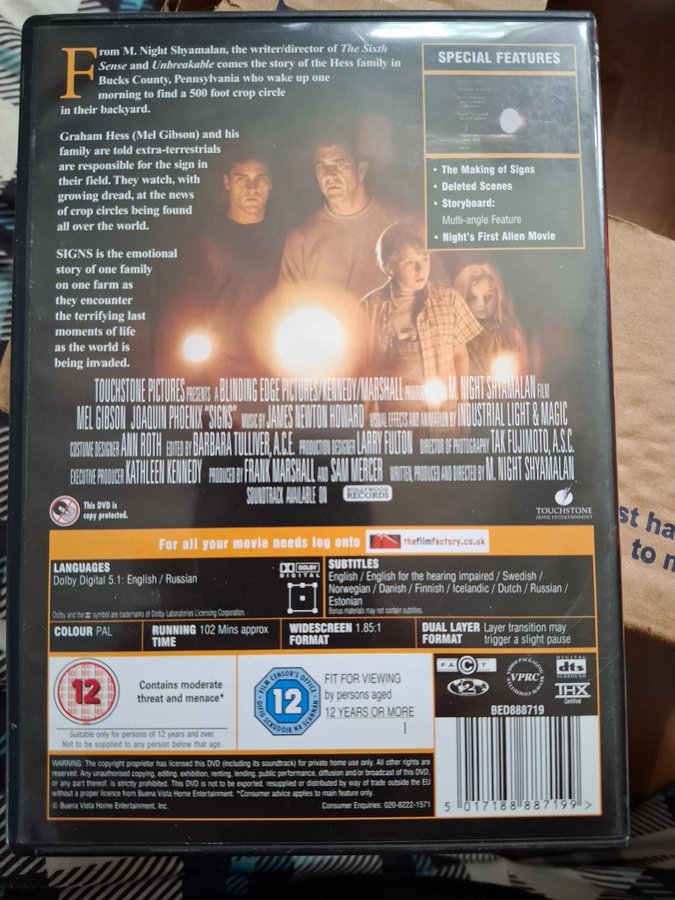 From M. Night Shyamalan, the writer/director of The Sixth
Sense and Unbreakable comes the story of the Hess family in
Bucks County, Pennsylvania who wake up one
morning to find a 500 foot crop circle
in their backyard.
Graham Hess (Mel Gibson) and his
family are told extra-terrestrials
are responsible for the sign in
their field. They watch, with
growing dread, at the news
of crop circles being found
all over the world.
SIGNS is the emotional
story of one family
on one farm as
they encounter
the terrifying last
moments of life
as the world is
being invaded.
SPECIAL FEATURES
• The Making of Signs
• Deleted Scenes
• Storyboard:
Multi-angle Feature
• Night's First Alien Movie
TOUCHSTONE PICTURES PRESENTS A BLINDING EDGE PICTURES/KENNEDY/MARSHALL PRODUCTION M. NIGHT SHYAMALAN FILM
MEL GIBSON JOAQUIN PHOENIX "SIGNS" MUSIC BY JAMES NEWTON HOWARD VISUAL EFFECTS AND ANIMATION BY INDUSTRIAL LIGHT & MAGIC
COSTUME DESIGNER ANN ROTH EDITED BY BARBARA TULLIVER, A.C.E. PRODUCTION DESIGNER LARRY FULTON DIRECTOR OF PHOTOGRAPHY TAK FUJIMOTO, A.S.C.
EXECUTIVE PRODUCER KATHLEEN KENNEDY PRODUCED BY FRANK MARSHALL AND SAM MERCER WRITTEN, PRODUCED AND DIRECTED BY M. NIGHT SHYAMALAN
SOUNDTRACK AVAILABLE ON HOLLYWOOD RECORDS
This DVD is
copy protected.
TOUCHSTONE
HOME ENTERTAINMENT
st ha
to m
For all your movie needs log onto thefilmfactory.co.uk
LANGUAGES
Dolby Digital 5.1: English / Russian
DOLBY
DIGITAL
Dolby and the DD symbol are trademarks of Dolby Laboratories Licensing Corporation.
SUBTITLES
English / English for the hearing impaired / Swedish /
Norwegian / Danish / Finnish / Icelandic / Dutch / Russian /
Estonian
Bonus materials may not contain subtitles.
COLOUR PAL
RUNNING TIME 102 Mins approx
WIDESCREEN FORMAT 1.85:1
DUAL LAYER FORMAT Layer transition may
trigger a slight pause
12
Contains moderate
threat and menace*
Suitable only for persons of 12 years and over.
Not to be supplied to any person below that age.
FILM CENSOR'S OFFICE
OIFIG SCRÚDÓIR NA SCANNÁN
12
FIT FOR VIEWING
by persons aged
12 YEARS OR MORE
I
FACT
VIDEO PACKAGING
VPRC
COMMITTEE
DIGITAL
dts
SURROUND
THX
Certified
BED888719
5 017188 887199 >
WARNING: The copyright proprietor has licensed this DVD (including its soundtrack) for private home use only. All other rights are
reserved. Any unauthorised copying, editing, exhibition, renting, lending, public performance, diffusion and/or broadcast of this DVD,
or any part thereof, is strictly prohibited. This DVD is not to be exported, resupplied or distributed by way of trade outside the EU
without a proper licence from Buena Vista Home Entertainment. *Consumer advice applies to main feature only.
© Buena Vista Home Entertainment, Inc.
Consumer Enquiries: 020-8222-1571